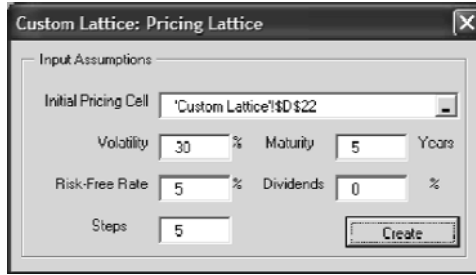 Custom Lattice: Pricing Lattice
Input Assumptions
Initial Pricing Cell 'Custom Lattice'!$D$22
Volatility 30 % Maturity 5 Years
Risk-Free Rate 5 % Dividends 0 %
Steps 5 Create